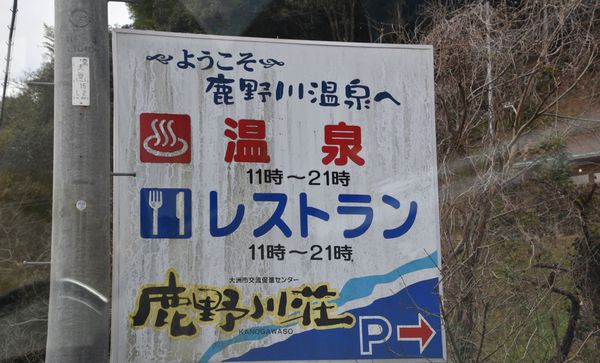 ようこそ
鹿野川温泉へ
温泉
11時～21時
レストラン
11時～21時
大洲市交流促進センター
鹿野川荘
KANOGAWASO
P